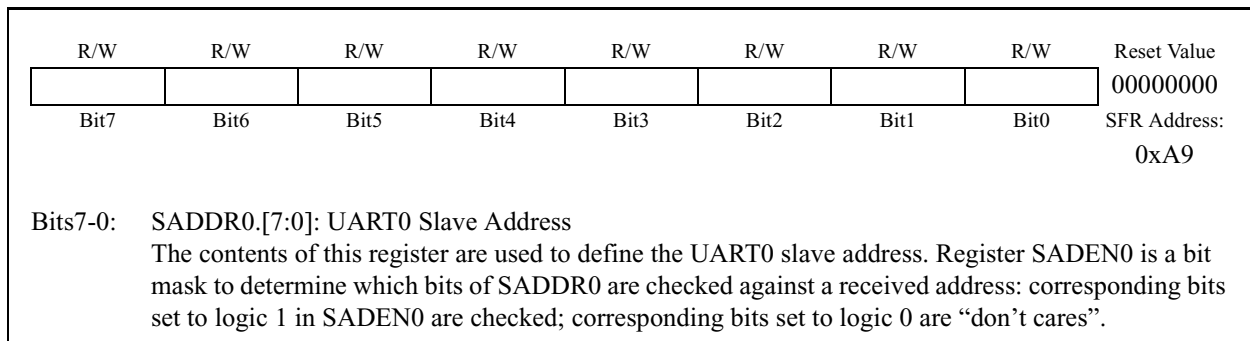 R/W R/W R/W R/W R/W R/W R/W R/W Reset Value
00000000
Bit7 Bit6 Bit5 Bit4 Bit3 Bit2 Bit1 Bit0 SFR Address:
0xA9
Bits7-0: SADDR0.[7:0]: UART0 Slave Address
The contents of this register are used to define the UART0 slave address. Register SADEN0 is a bit
mask to determine which bits of SADDR0 are checked against a received address: corresponding bits
set to logic 1 in SADEN0 are checked; corresponding bits set to logic 0 are “don’t cares”.